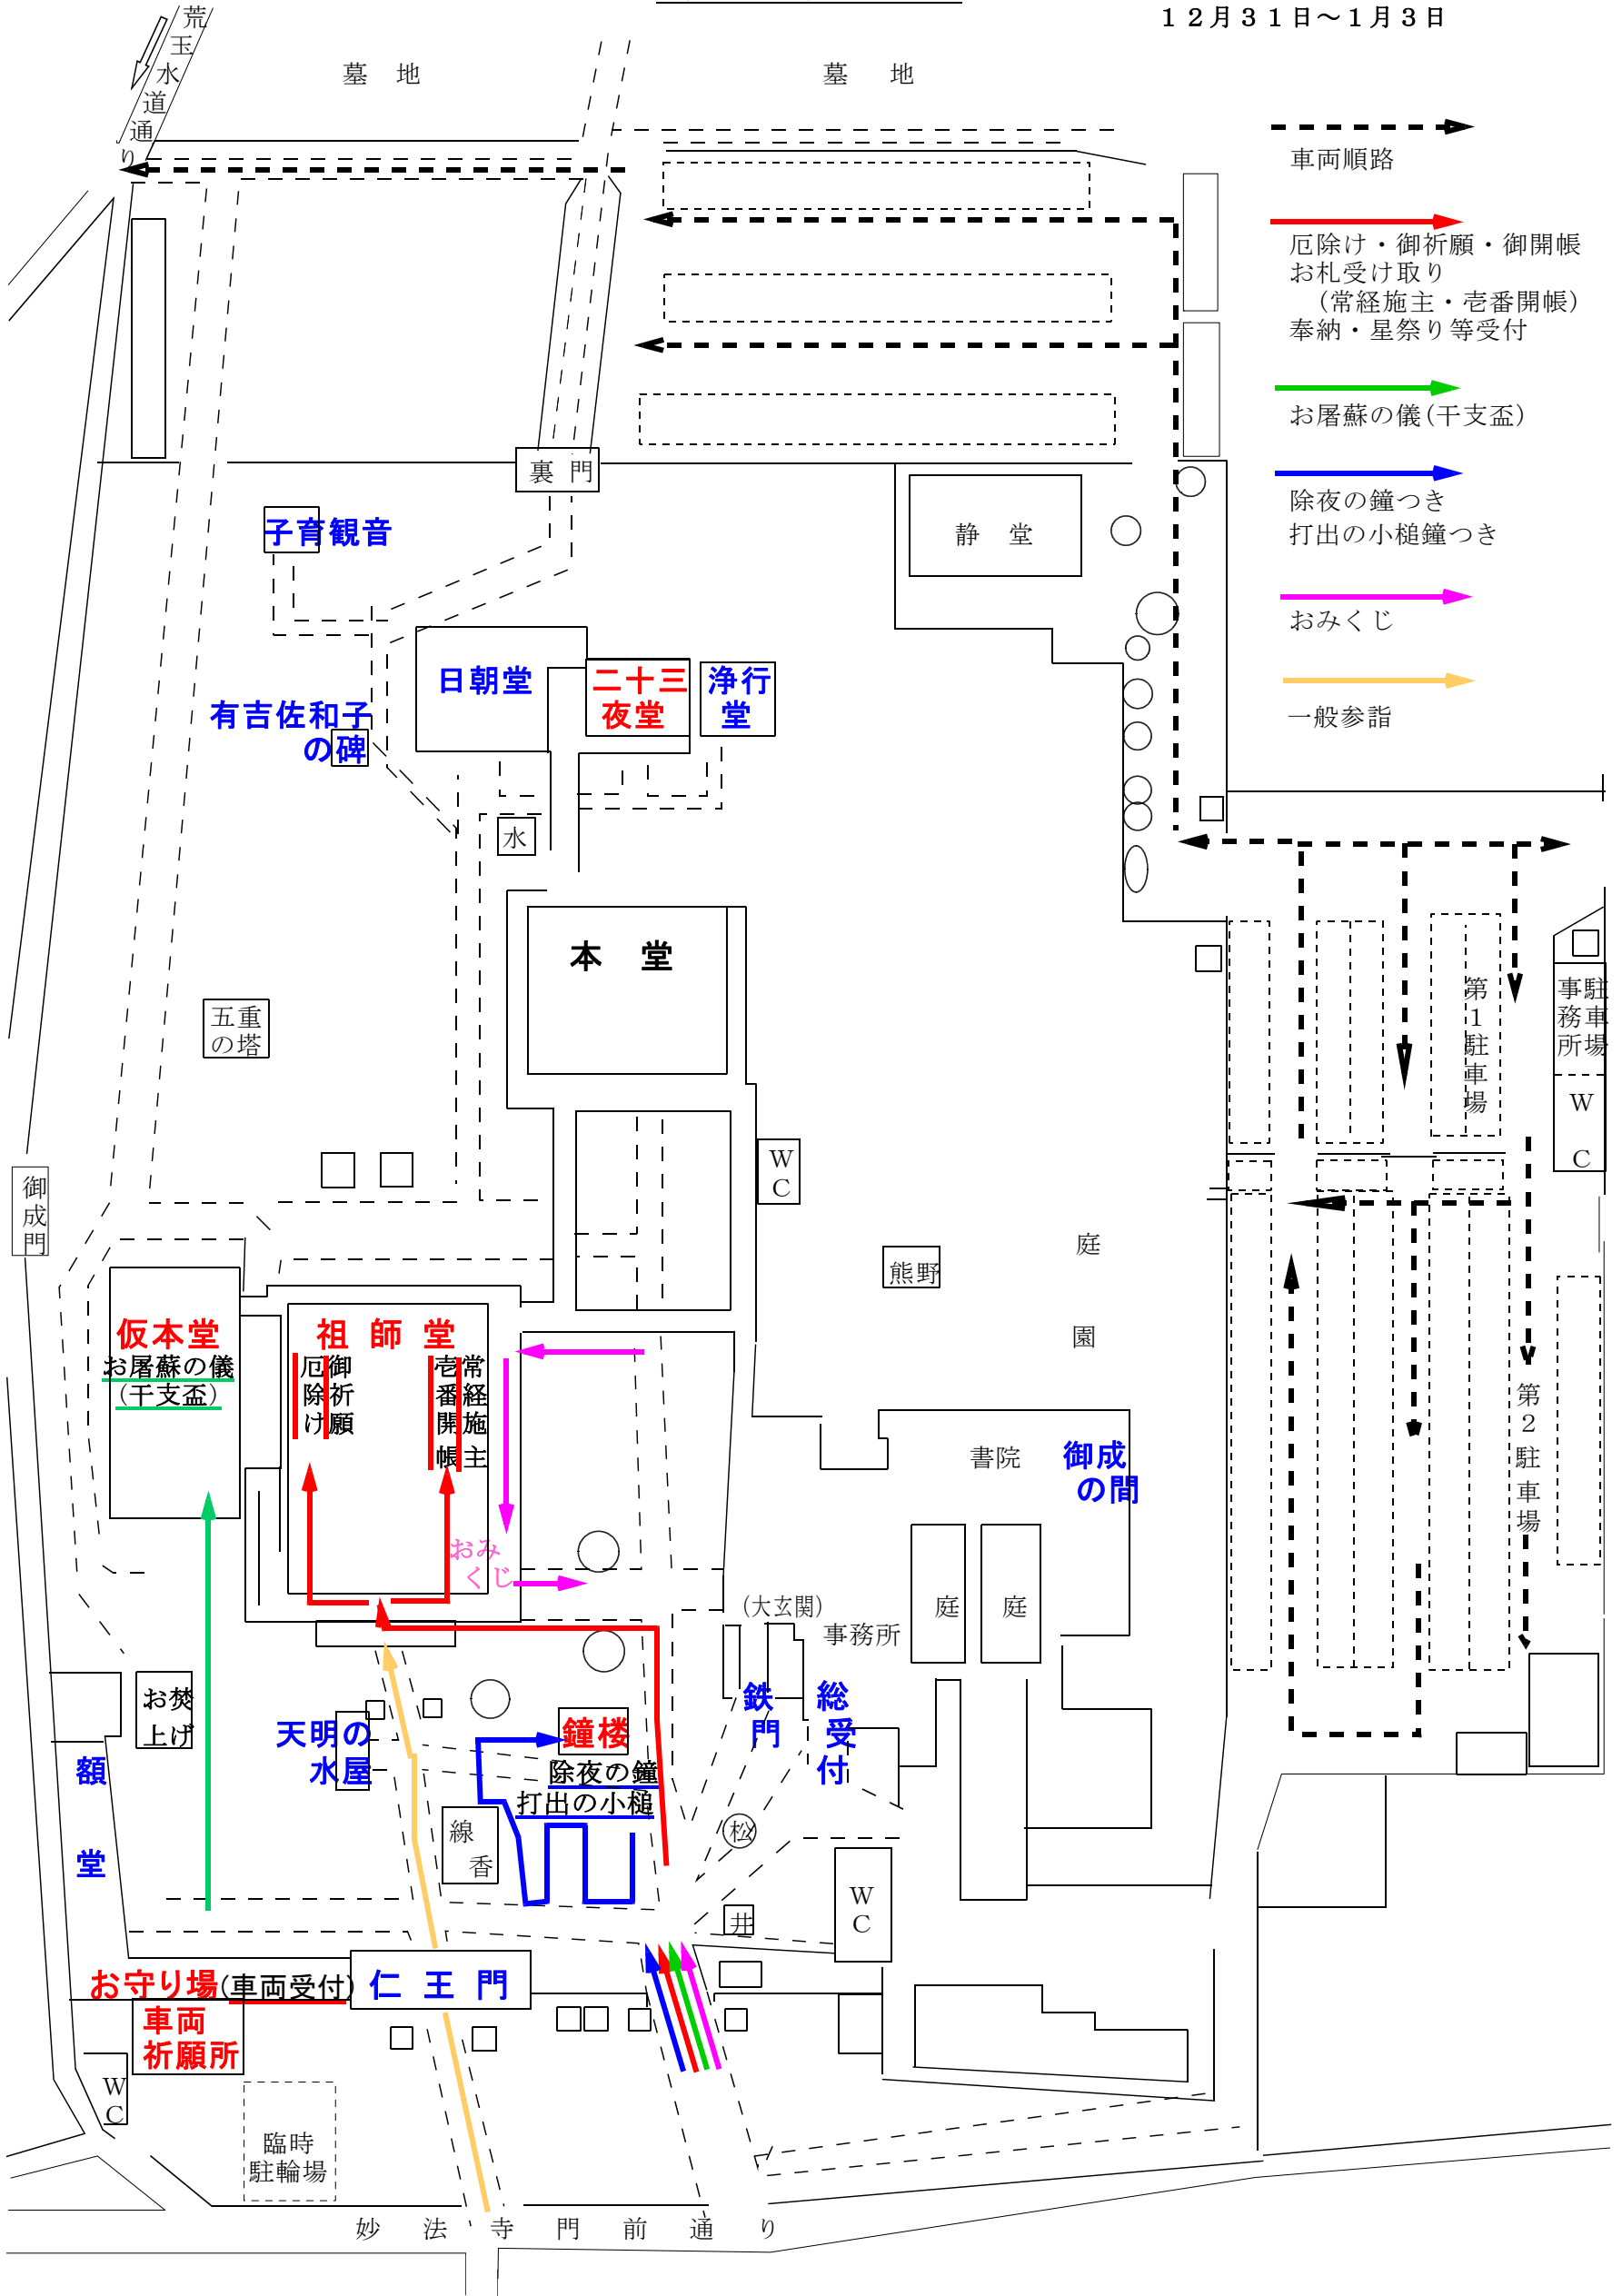 12月31日～1月3日
荒玉水道通り
墓　地
墓　地
車両順路
厄除け・御祈願・御開帳
お札受け取り
（常経施主・壱番開帳）
奉納・星祭り等受付
お屠蘇の儀（干支盃）
除夜の鐘つき
打出の小槌鐘つき
おみくじ
一般参詣
裏門
子育観音
静　堂
日朝堂
二十三
夜堂
浄行
堂
有吉佐和子
の碑
水
本　堂
五重
の塔
第1駐車場
駐車場
事務所
WC
WC
御成門
熊野
庭
園
仮本堂
お屠蘇の儀
（干支盃）
祖師堂
御祈願
厄除け
常経施主
壱番開帳
おみ
くじ
書院
御成
の間
第2駐車場
庭
庭
（大玄関）
事務所
お焚
上げ
天明の
水屋
鐘楼
除夜の鐘
打出の小槌
鉄
門
総
受
付
額
堂
線
香
松
井
WC
お守り場（車両受付）
仁王門
車両
祈願所
WC
臨時
駐輪場
妙法寺門前通り